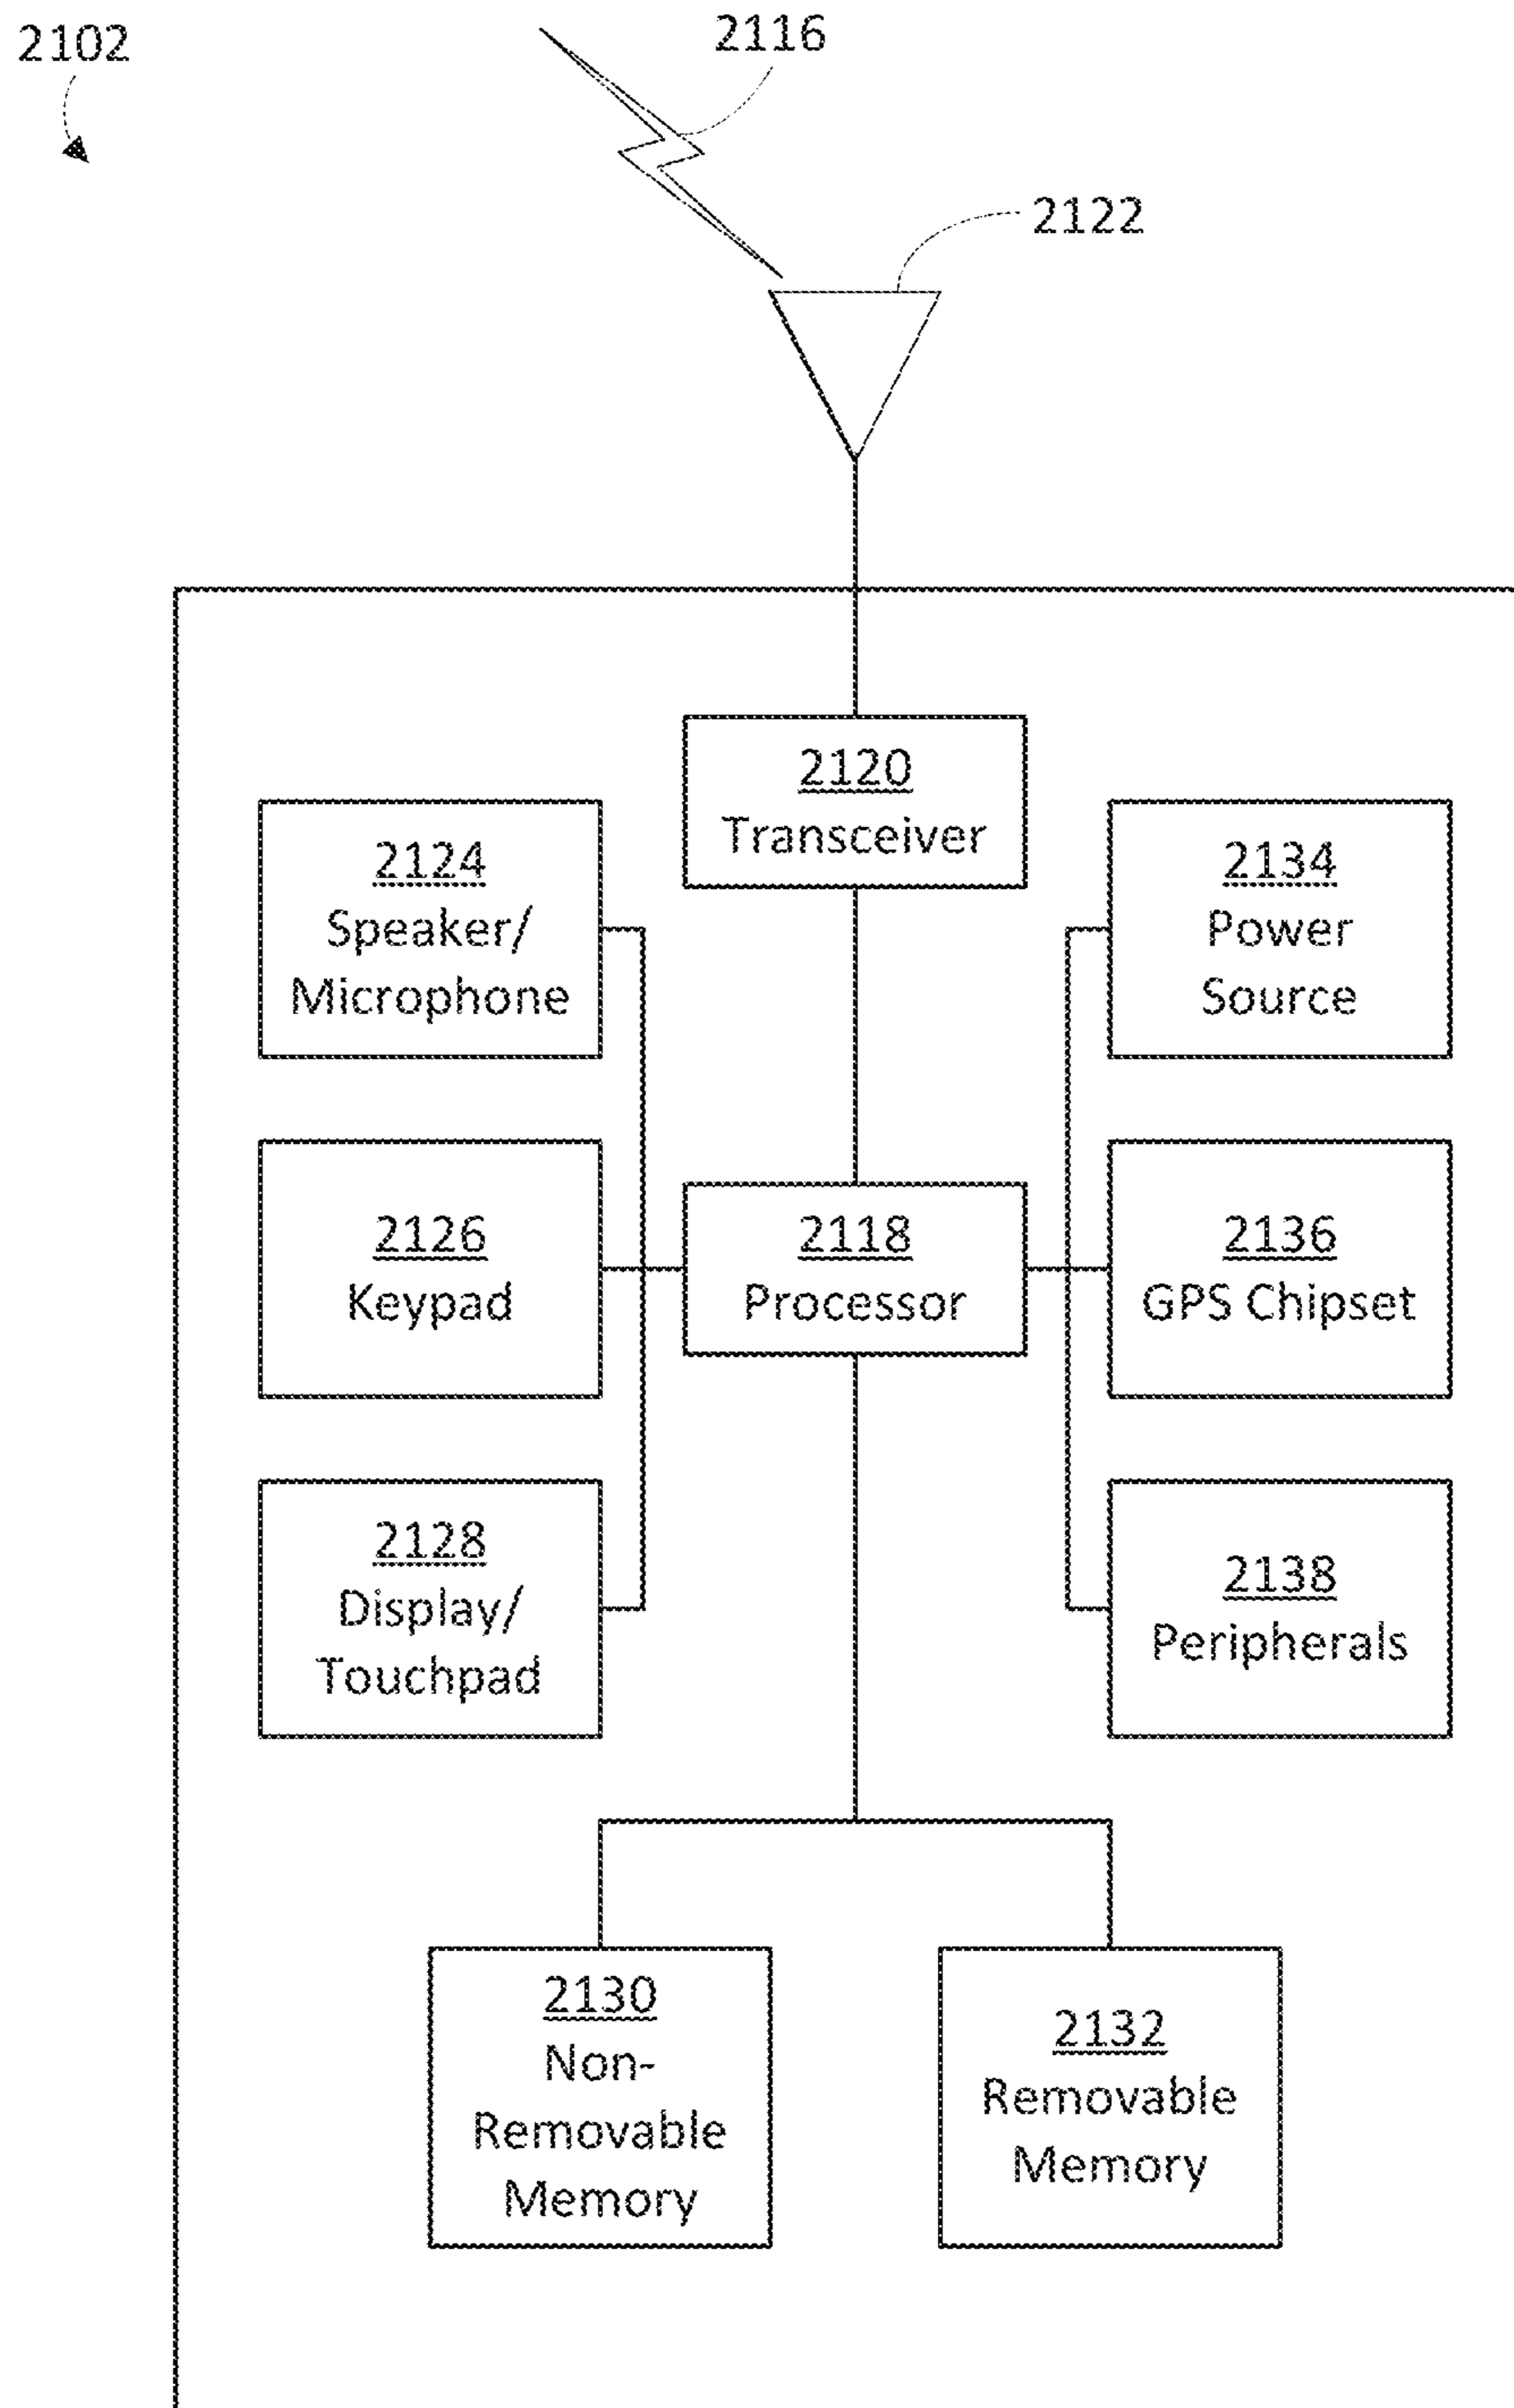 2102
2116
2122
2120
Transceiver
2124
Speaker/
Microphone
2134
Power
Source
2126
Keypad
2118
Processor
2136
GPS Chipset
2128
Display/
Touchpad
2138
Peripherals
2130
Non-
Removable
Memory
2132
Removable
Memory